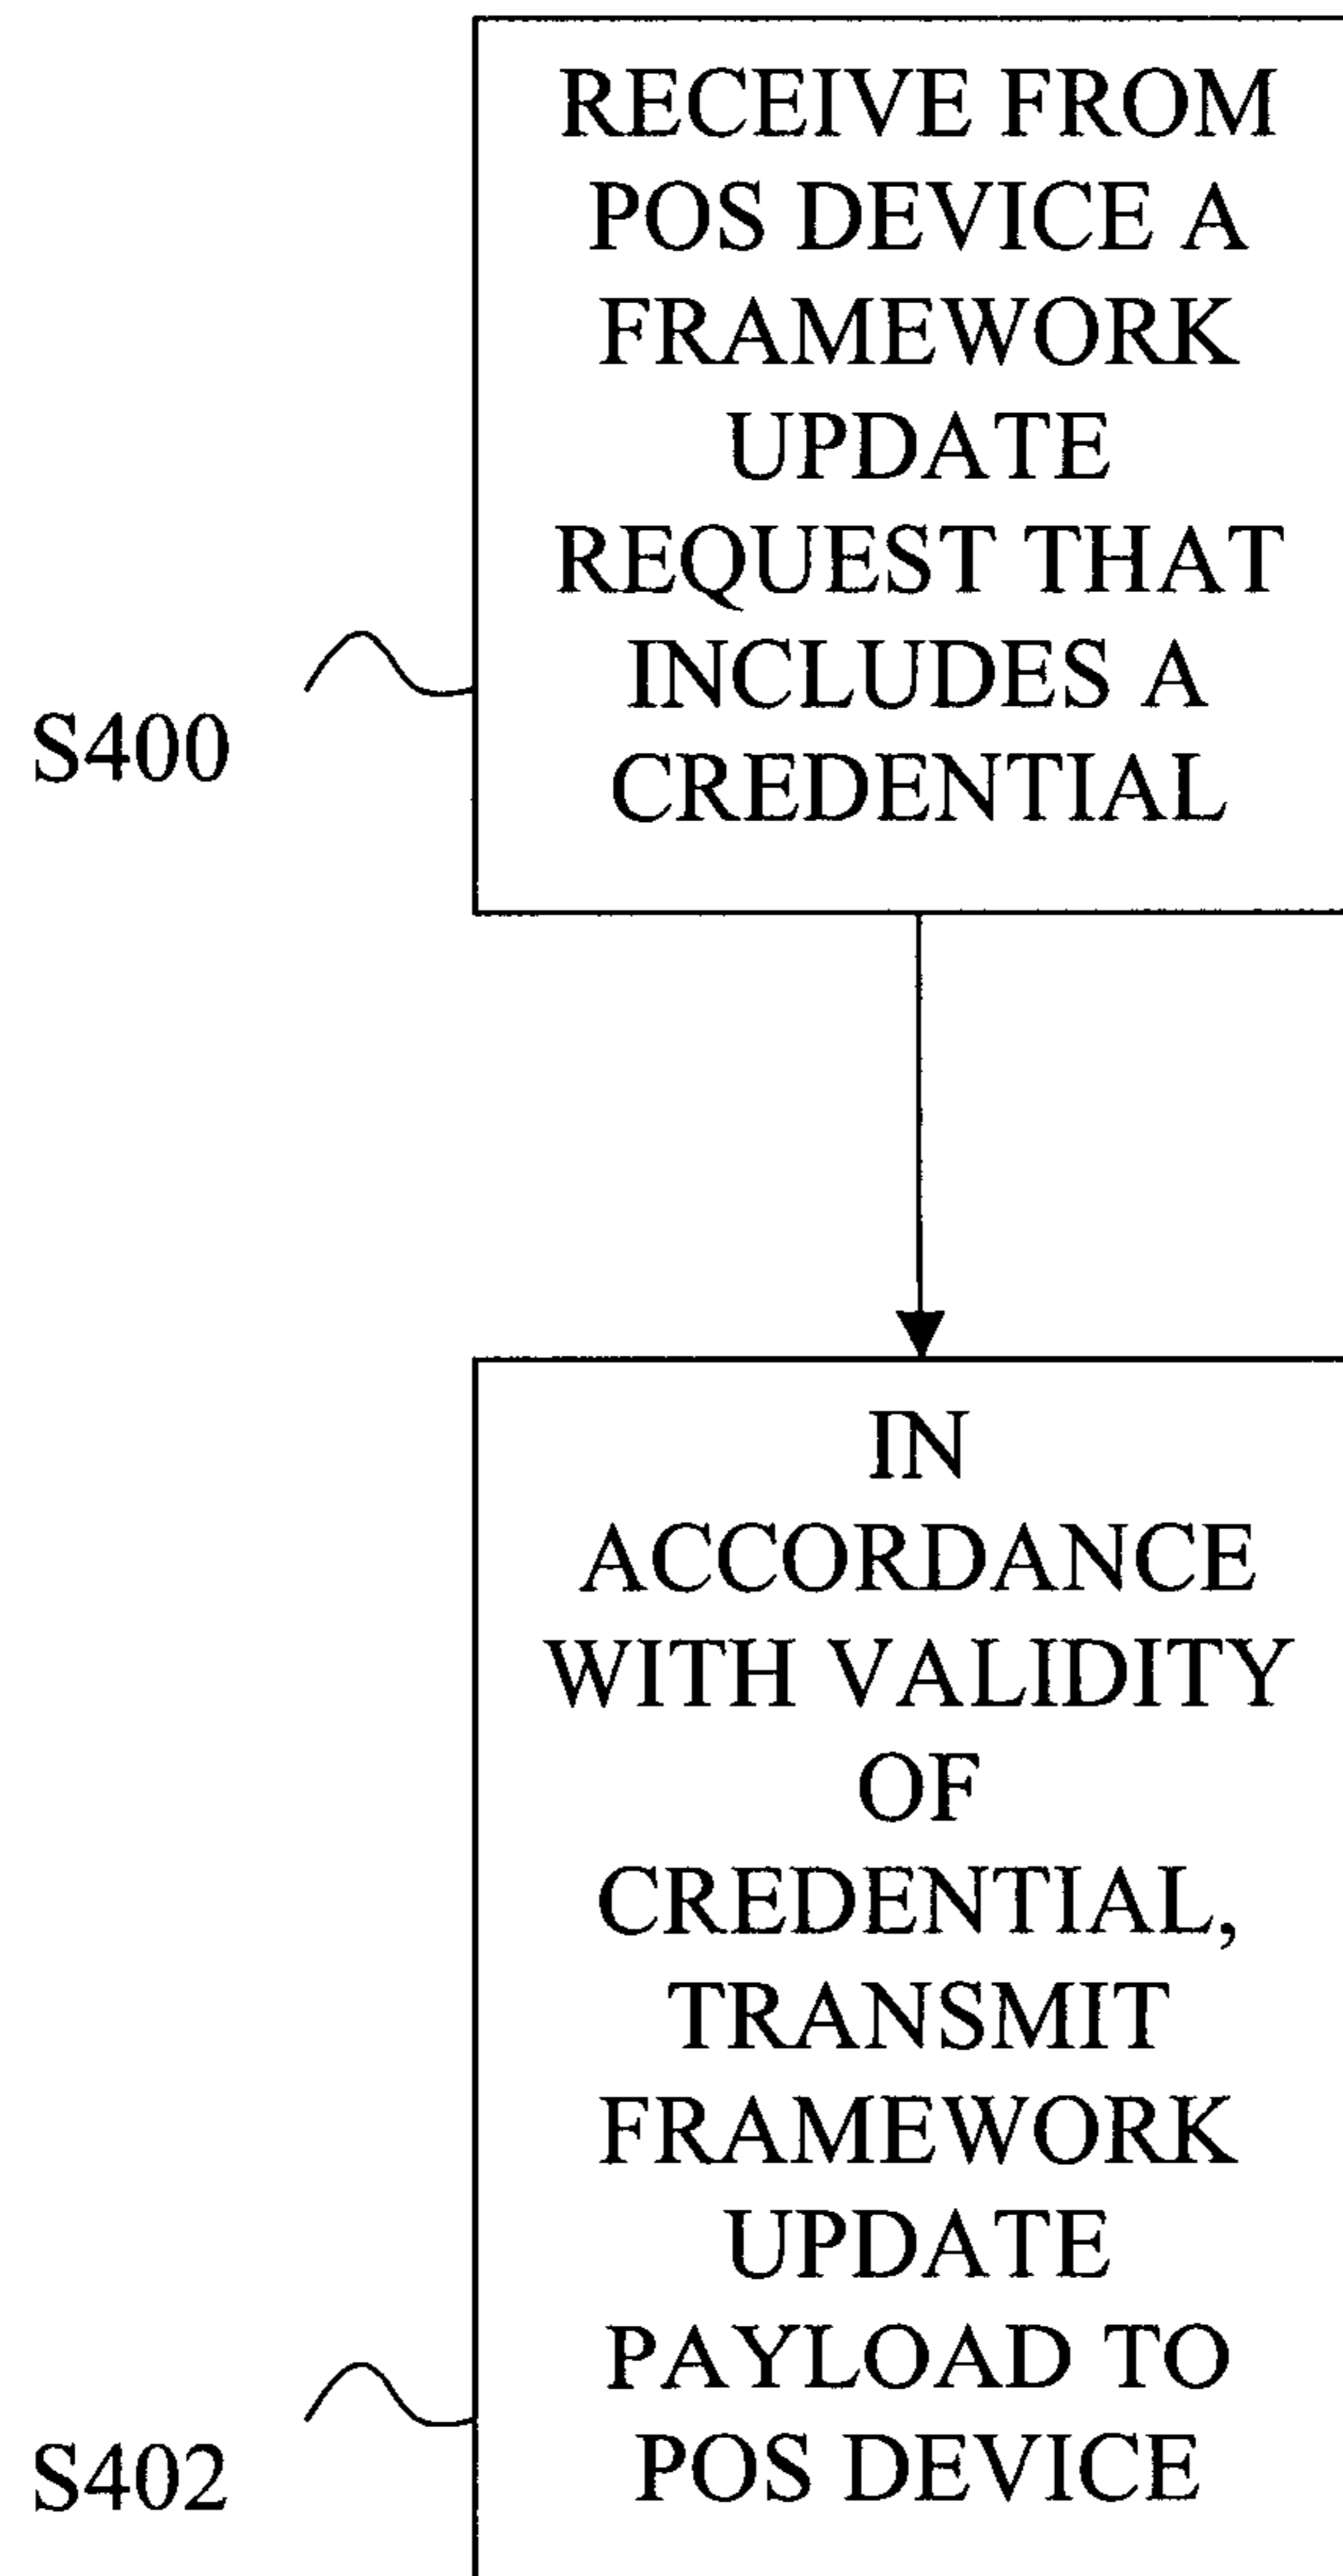 RECEIVE FROM
POS DEVICE A
FRAMEWORK
UPDATE
REQUEST THAT
INCLUDES A
CREDENTIAL
S400
IN
ACCORDANCE
WITH VALIDITY
OF
CREDENTIAL,
TRANSMIT
FRAMEWORK
UPDATE
PAYLOAD TO
POS DEVICE
S402